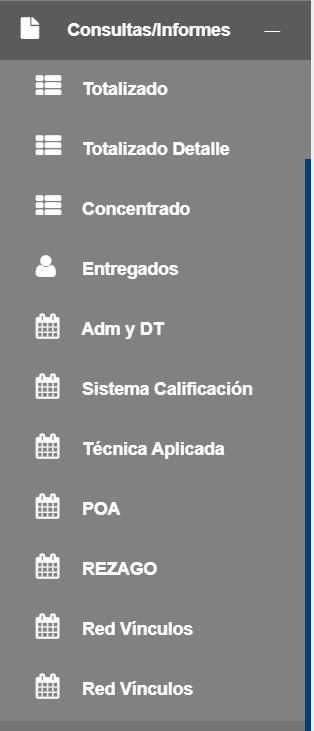 Consultas/Informes —
Totalizado
Totalizado Detalle
Concentrado
Entregados
Adm y DT
Sistema Calificación
Técnica Aplicada
POA
REZAGO
Red Vínculos
Red Vínculos